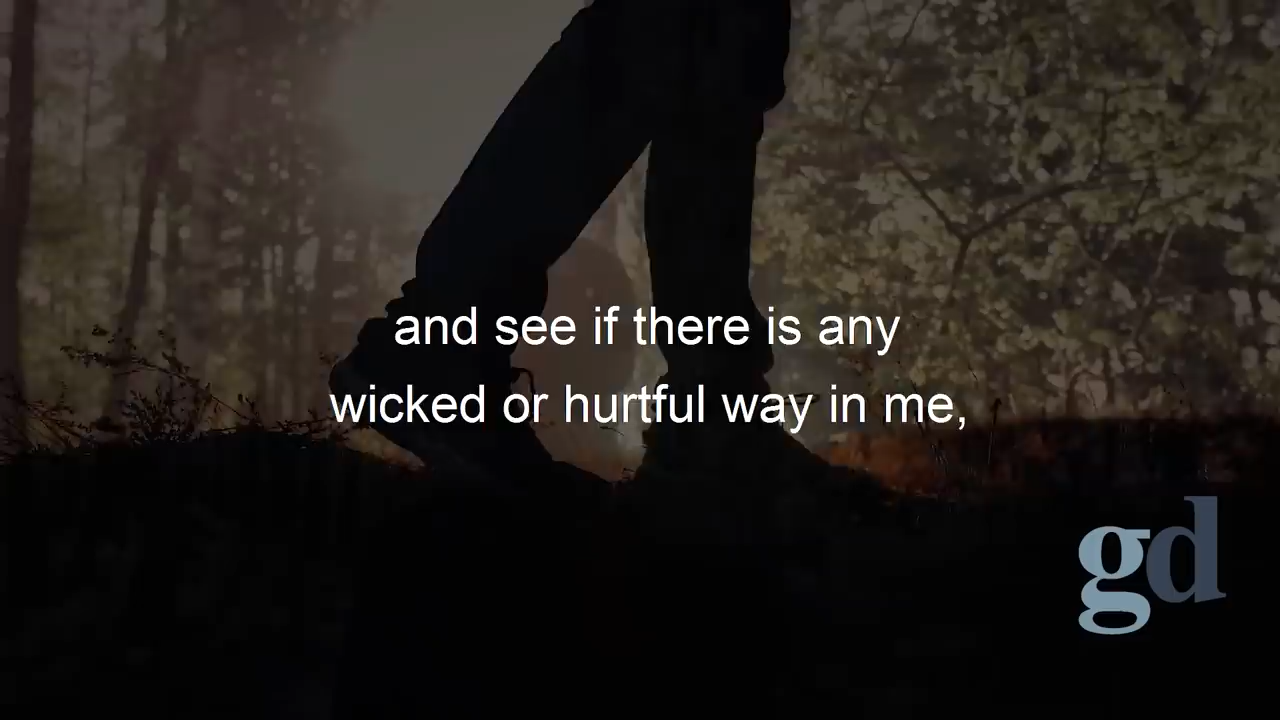 and see if there is any
wicked or hurtful way in me,
gd